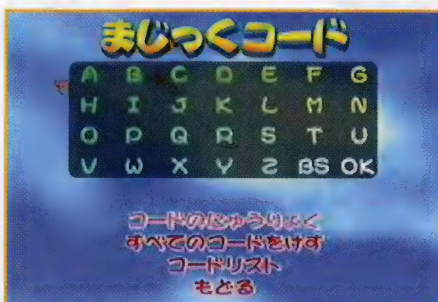 まじっくコード
A B C D E F G
H I J K L M N
O P Q R S T U
V W X Y Z BS OK
コードのにゅうりょく
すべてのコードをけす
コードリスト
もどる